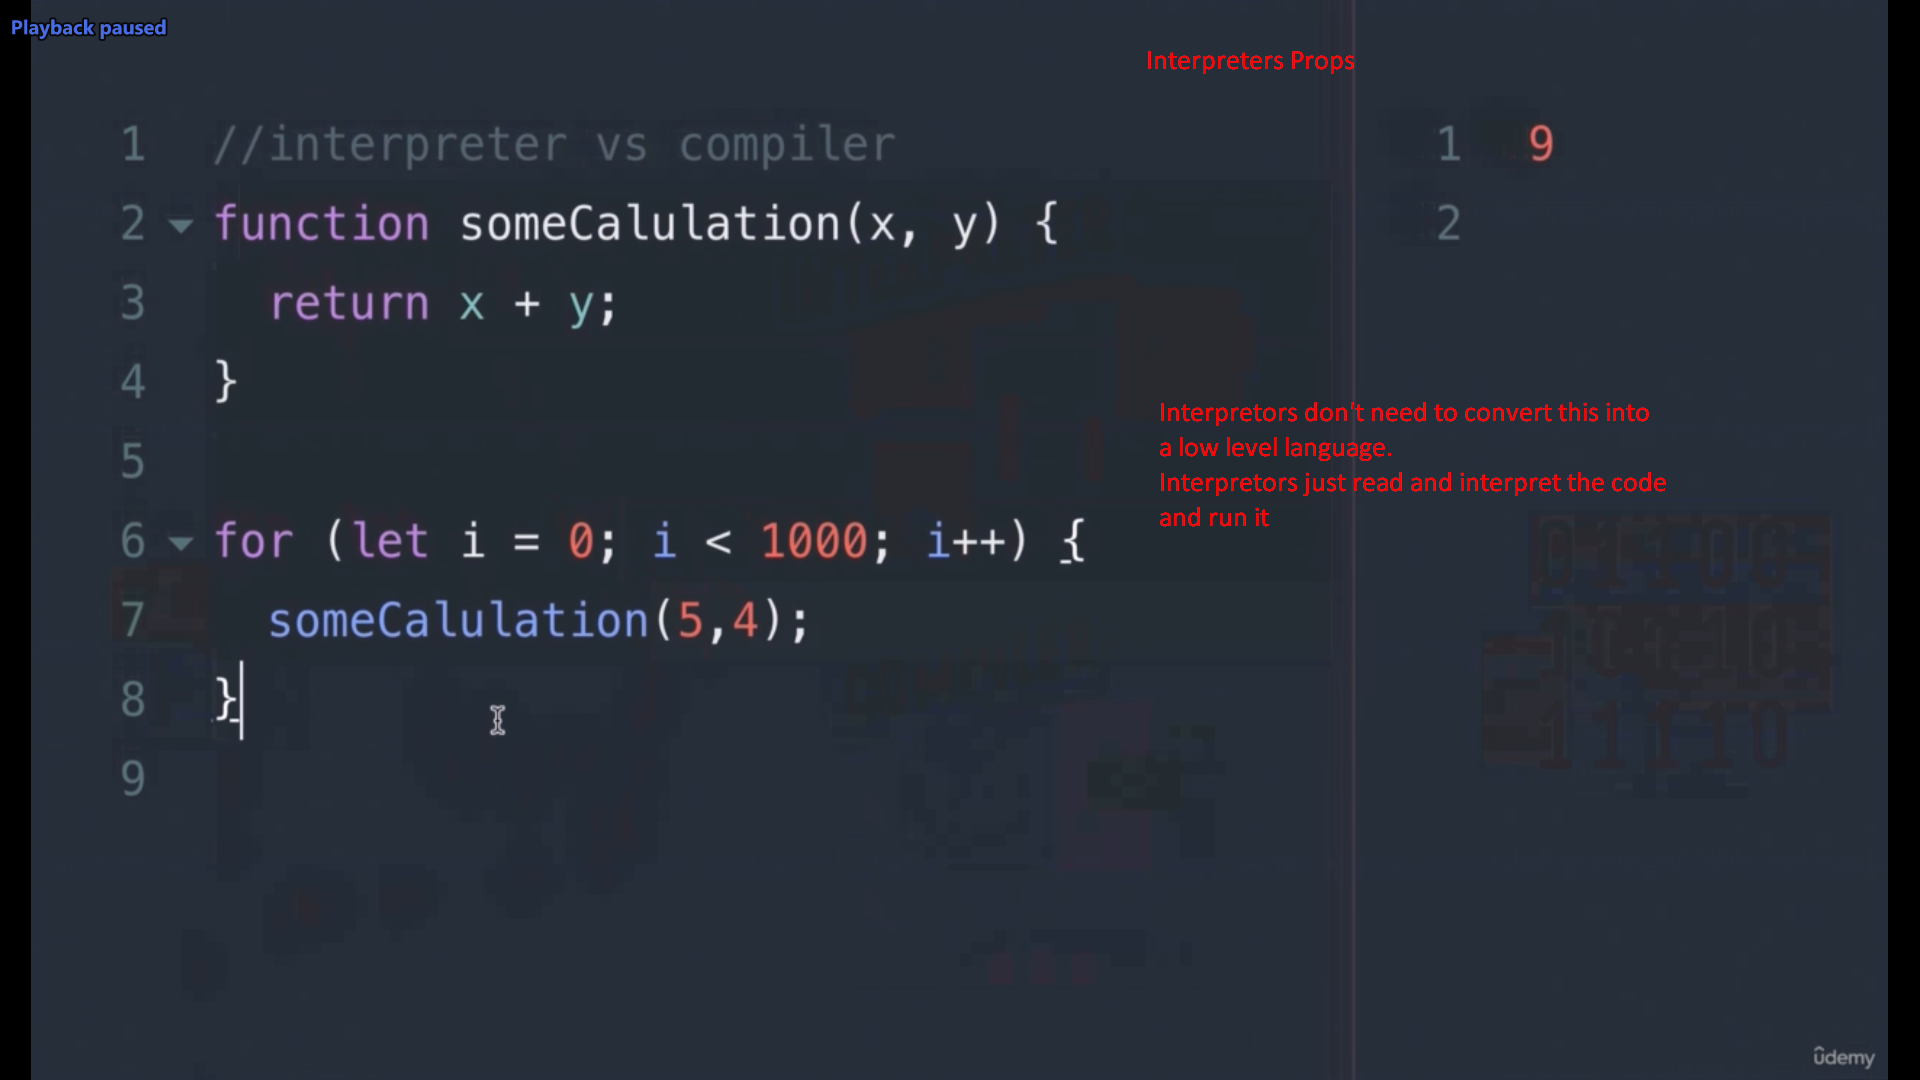 Playback paused
Interpreters Props
1 //interpreter vs compiler
2 function someCalulation(x, y) {
3 return x + y;
4 }
5
6 for (let i = 0; i < 1000; i++) {
7 someCalulation(5,4);
8 }
9
1 9
2
Interpretors don't need to convert this into
a low level language.
Interpretors just read and interpret the code
and run it
ûdemy